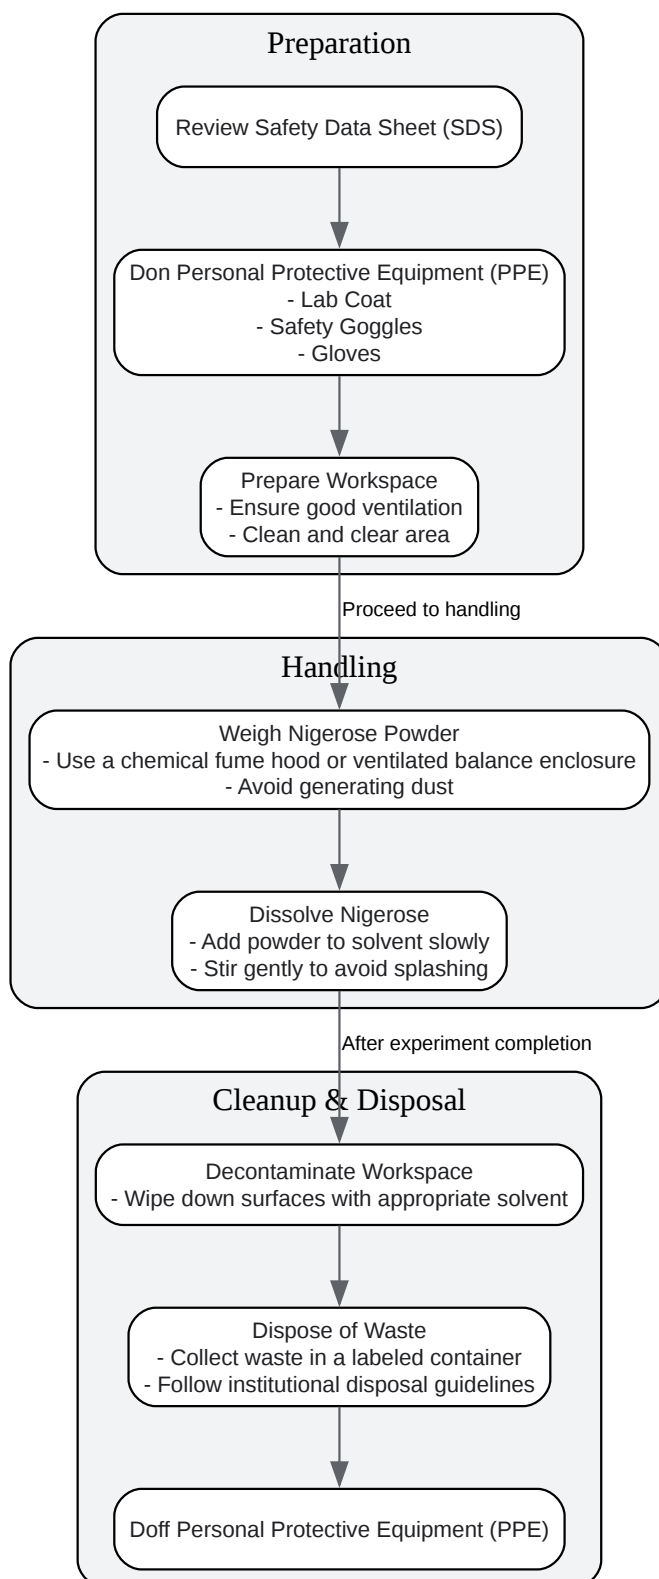 Preparation
Review Safety Data Sheet (SDS)
Don Personal Protective Equipment (PPE)
- Lab Coat
- Safety Goggles
- Gloves
Prepare Workspace
- Ensure good ventilation
- Clean and clear area
Proceed to handling
Handling
Weigh Nigerose Powder
- Use a chemical fume hood or ventilated balance enclosure
- Avoid generating dust
Dissolve Nigerose
- Add powder to solvent slowly
- Stir gently to avoid splashing
After experiment completion
Cleanup & Disposal
Decontaminate Workspace
- Wipe down surfaces with appropriate solvent
Dispose of Waste
- Collect waste in a labeled container
- Follow institutional disposal guidelines
Doff Personal Protective Equipment (PPE)